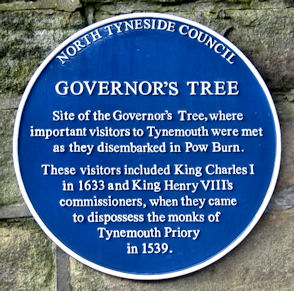 NORTH TYNESIDE COUNCIL
GOVERNOR'S TREE
Site of the Governor's Tree, where
important visitors to Tynemouth were met
as they disembarked in Pow Burn.
These visitors included King Charles I
in 1633 and King Henry VIII's
commissioners, when they came
to dispossess the monks of
Tynemouth Priory
in 1539.